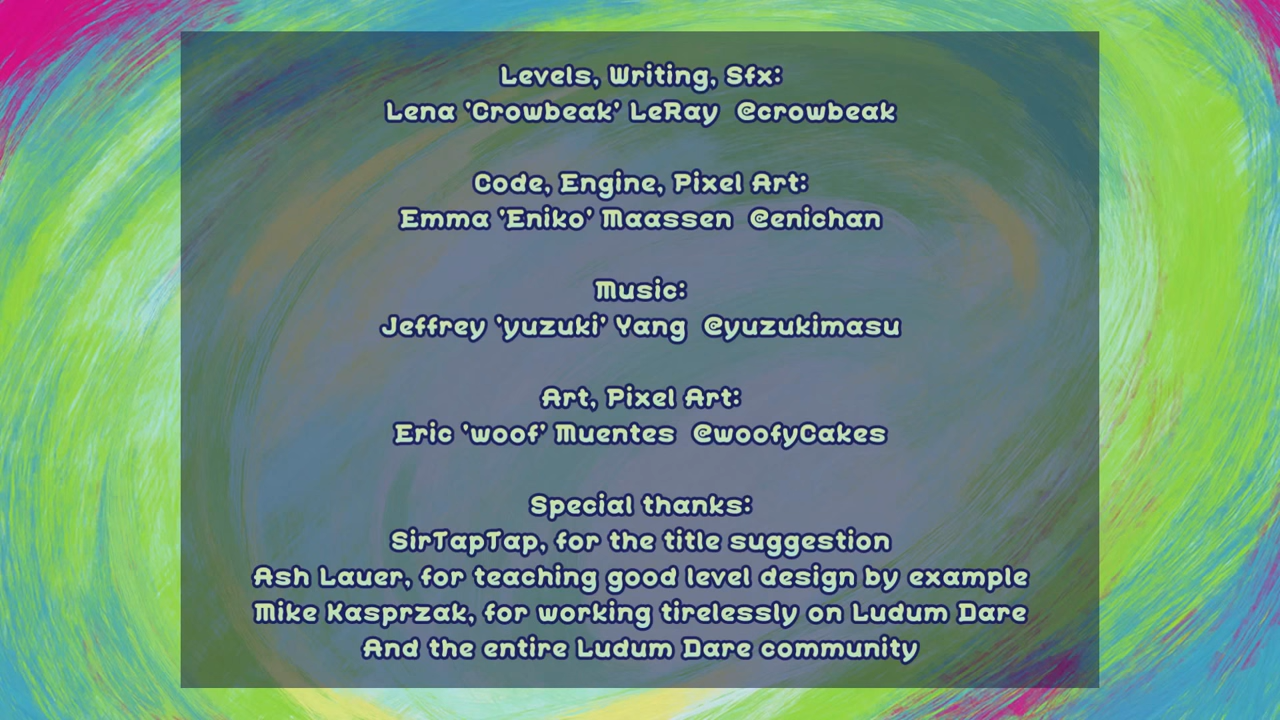 Levels, Writing, Sfx:
Lena 'Crowbeak' LeRay @crowbeak
Code, Engine, Pixel Art:
Emma 'Eniko' Maassen @enichan
Music:
Jeffrey 'yuzuki' Yang @yuzukimasu
Art, Pixel Art:
Eric 'woof' Muentes @woofyCakes
Special thanks:
SirTapTap, for the title suggestion
Ash Lauer, for teaching good level design by example
Mike Kasprzak, for working tirelessly on Ludum Dare
And the entire Ludum Dare community